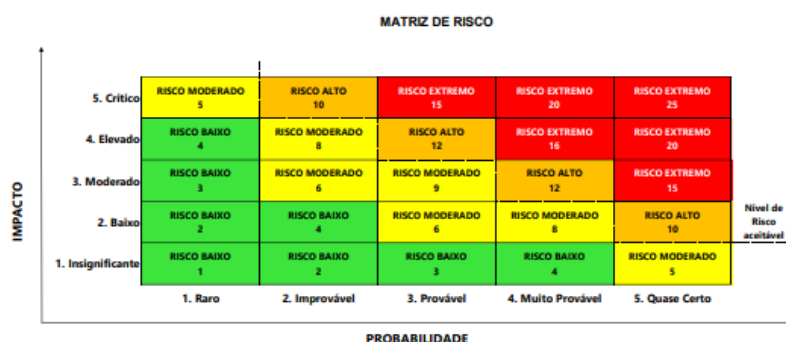 MATRIZ DE RISCO
IMPACTO
5. Crítico
RISCO MODERADO
5
RISCO ALTO
10
RISCO EXTREMO
15
RISCO EXTREMO
20
RISCO EXTREMO
25
4. Elevado
RISCO BAIXO
4
RISCO MODERADO
8
RISCO ALTO
12
RISCO EXTREMO
16
RISCO EXTREMO
20
3. Moderado
RISCO BAIXO
3
RISCO MODERADO
6
RISCO MODERADO
9
RISCO ALTO
12
RISCO EXTREMO
15
2. Baixo
RISCO BAIXO
2
RISCO BAIXO
4
RISCO MODERADO
6
RISCO MODERADO
8
RISCO ALTO
10
Nível de
Risco
aceitável
1. Insignificante
RISCO BAIXO
1
RISCO BAIXO
2
RISCO BAIXO
3
RISCO BAIXO
4
RISCO MODERADO
5
1. Raro
2. Improvável
3. Provável
4. Muito Provável
5. Quase Certo
PROBABILIDADE